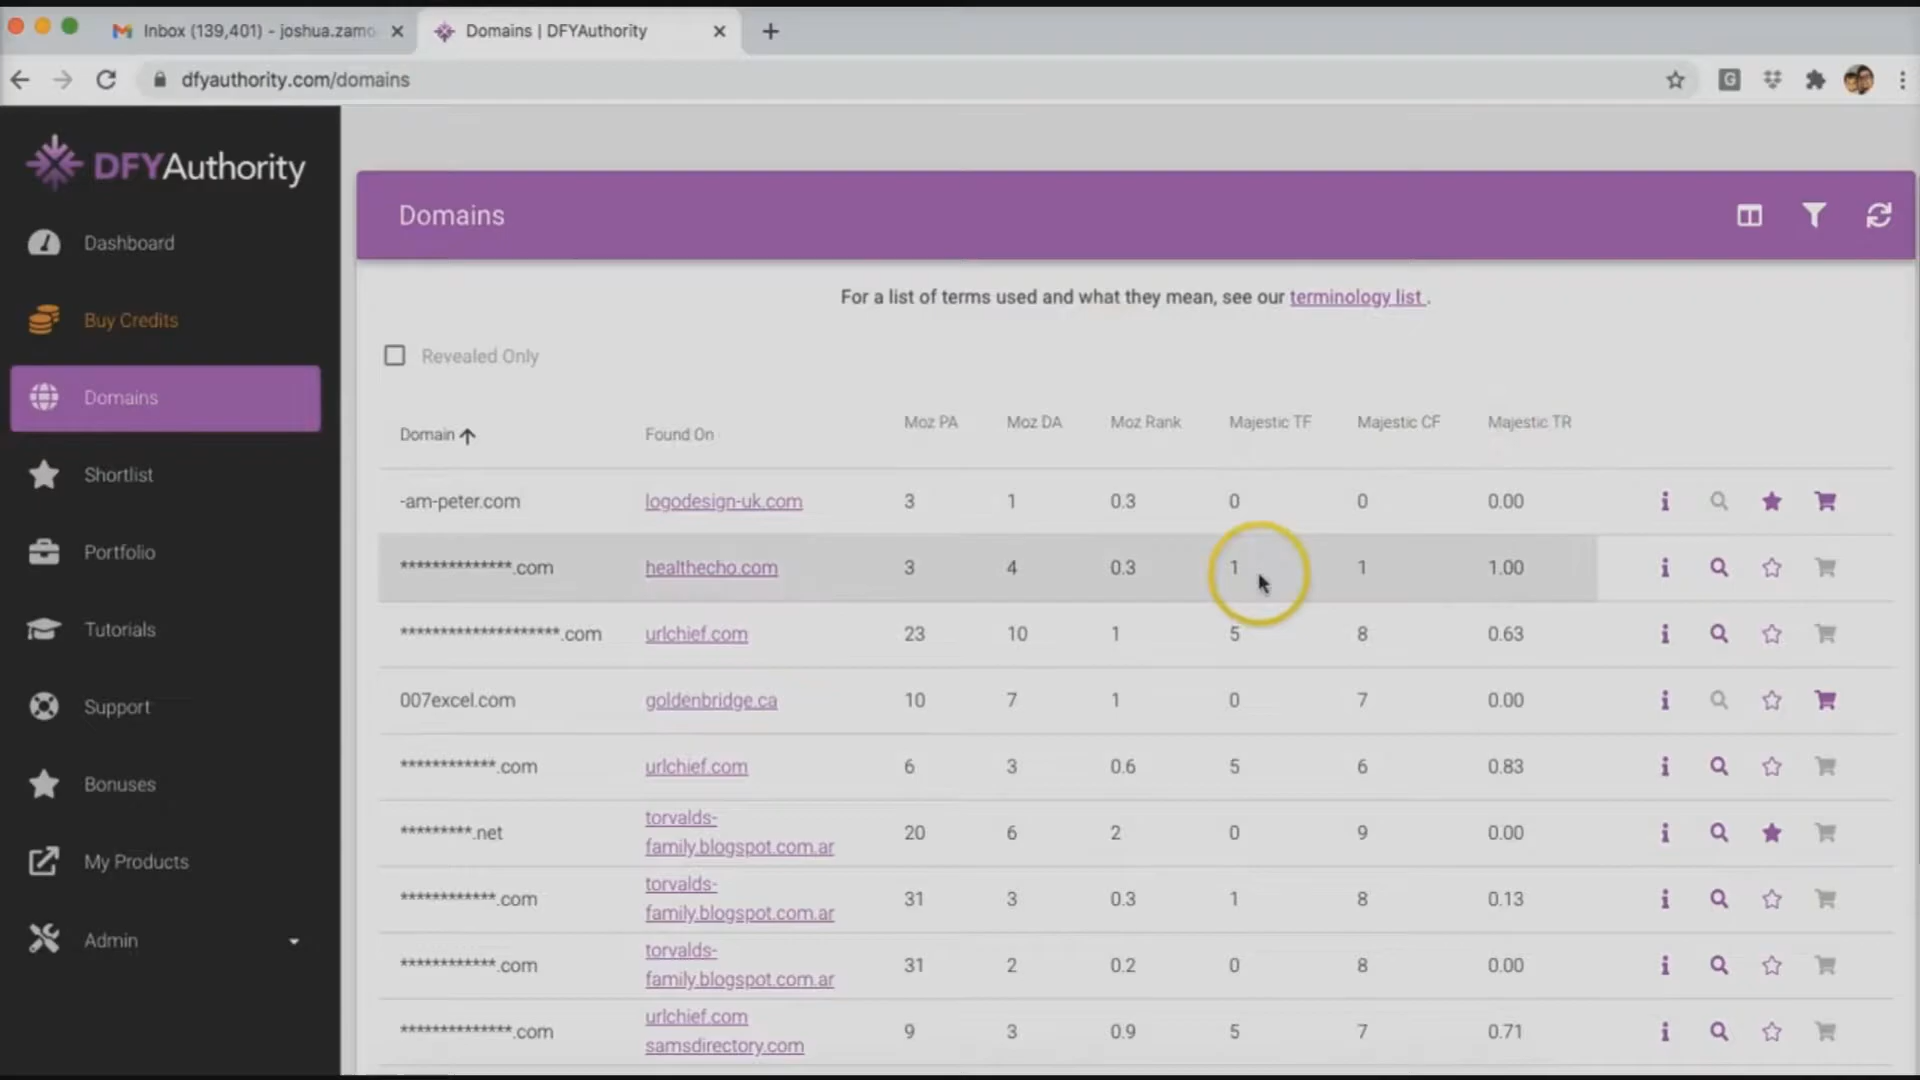 Inbox (139,401) - joshua.zamo
Domains | DFYAuthority
dfyauthority.com/domains
DFYAuthority
Dashboard
Buy Credits
Domains
Shortlist
Portfolio
Tutorials
Support
Bonuses
My Products
Admin
Domains
For a list of terms used and what they mean, see our terminology list .
Revealed Only
Domain Found On Moz PA Moz DA Moz Rank Majestic TF Majestic CF Majestic TR
-am-peter.com logodesign-uk.com 3 1 0.3 0 0 0.00
**************.com healthecho.com 3 4 0.3 1 1 1.00
********************.com urlchief.com 23 10 1 5 8 0.63
007excel.com goldenbridge.ca 10 7 1 0 7 0.00
************.com urlchief.com 6 3 0.6 5 6 0.83
*********.net torvalds-
family.blogspot.com.ar 20 6 2 0 9 0.00
************.com torvalds-
family.blogspot.com.ar 31 3 0.3 1 8 0.13
************.com torvalds-
family.blogspot.com.ar 31 2 0.2 0 8 0.00
**************.com urlchief.com
samsdirectory.com 9 3 0.9 5 7 0.71